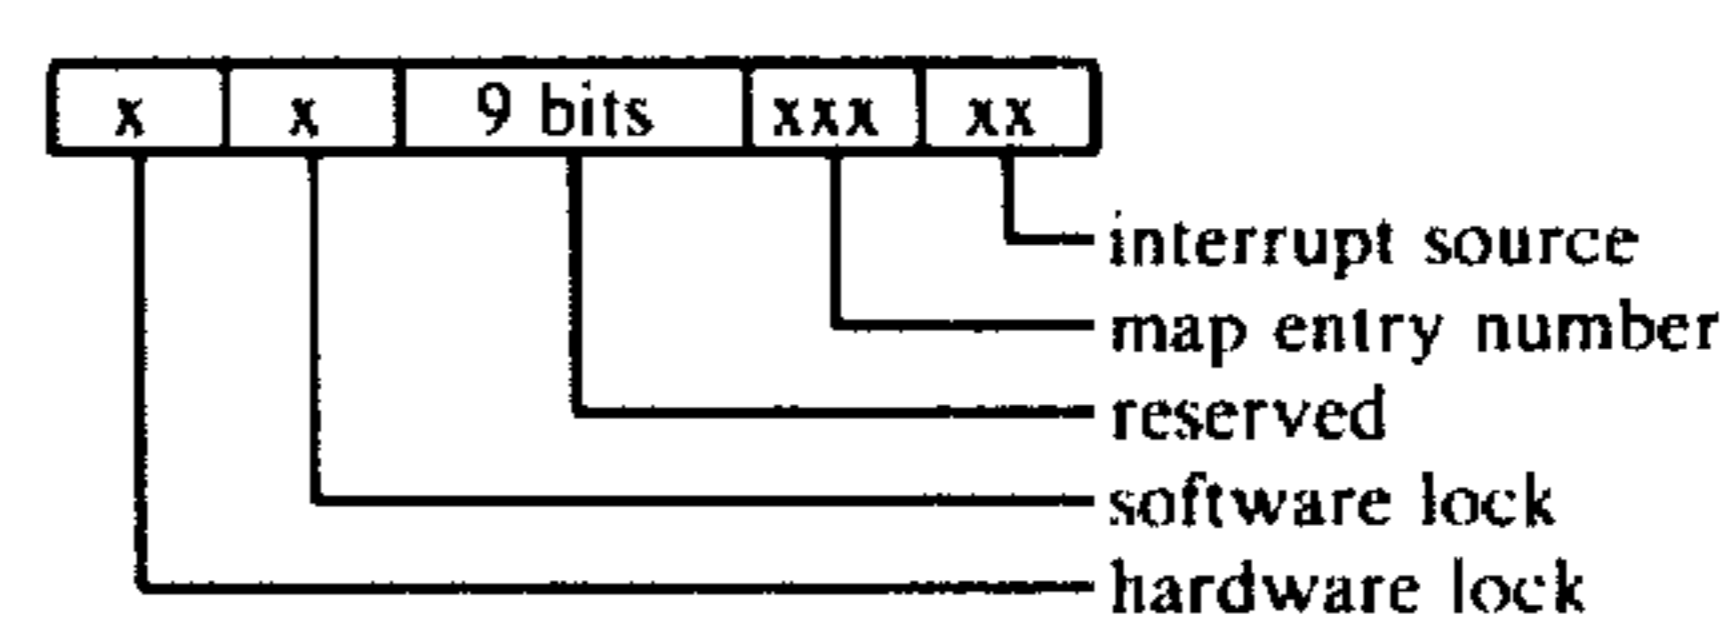 x x 9 bits xxx xx
interrupt source
map entry number
reserved
software lock
hardware lock